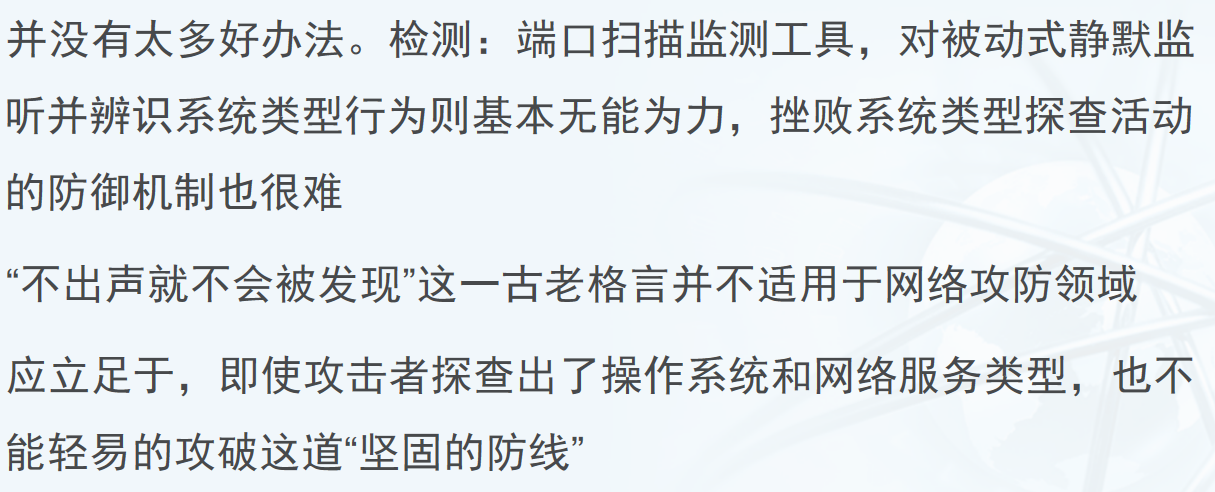 并没有太多好办法。检测：端口扫描监测工具，对被动式静默监
听并辨识系统类型行为则基本无能为力，挫败系统类型探查活动
的防御机制也很难
“不出声就不会被发现”这一古老格言并不适用于网络攻防领域
应立足于，即使攻击者探查出了操作系统和网络服务类型，也不
能轻易的攻破这道“坚固的防线”